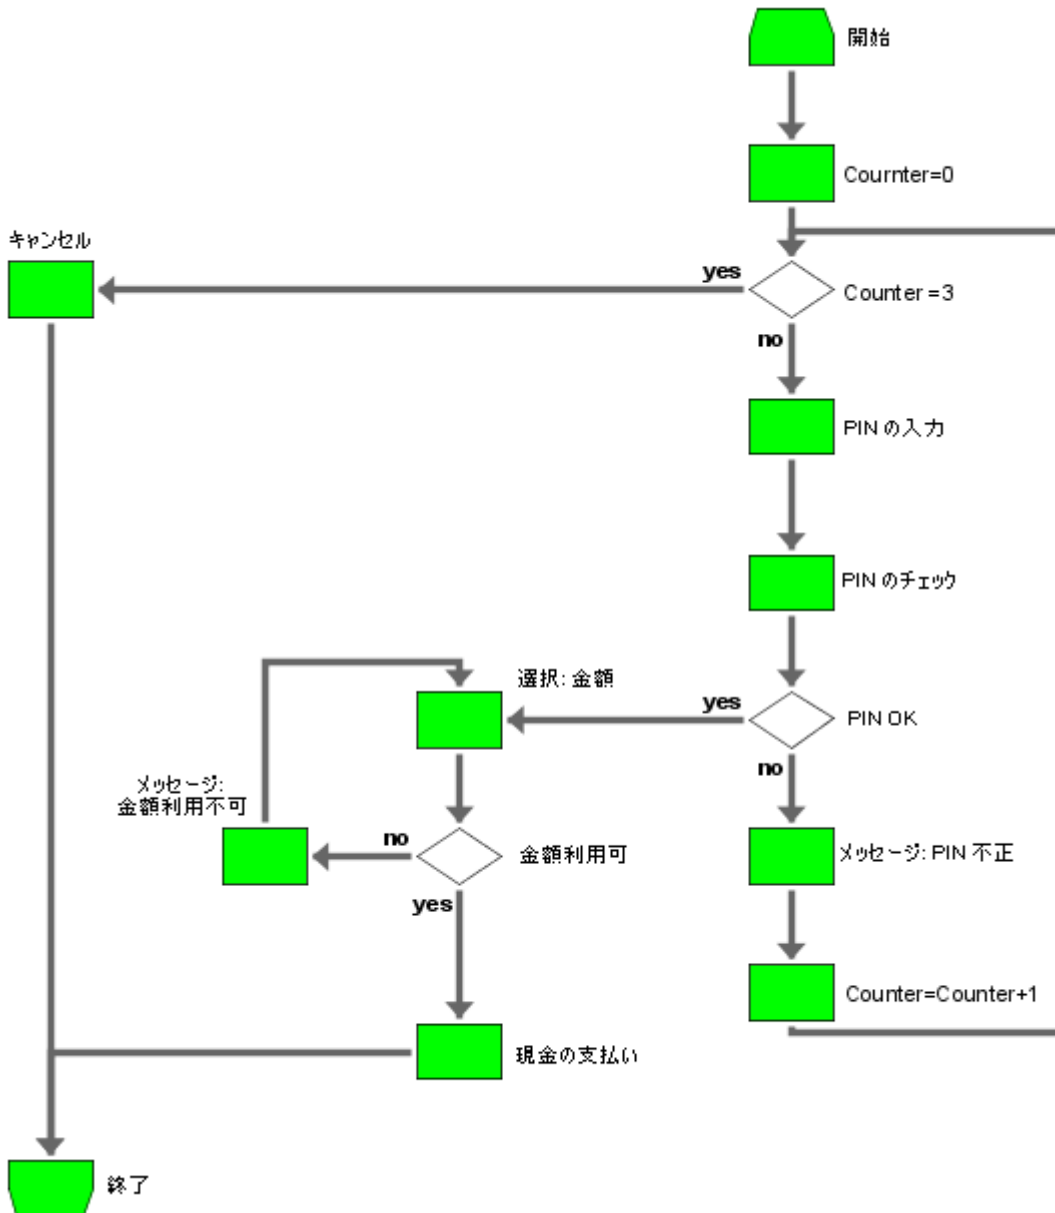 開始
Cournter=0
キャンセル
yes
Counter =3
no
PIN の入力
PIN のチェック
選択: 金額
yes
PIN OK
no
メッセージ:
金額利用不可
no
金額利用可
メッセージ: PIN 不正
yes
Counter=Counter+1
現金の支払い
終了